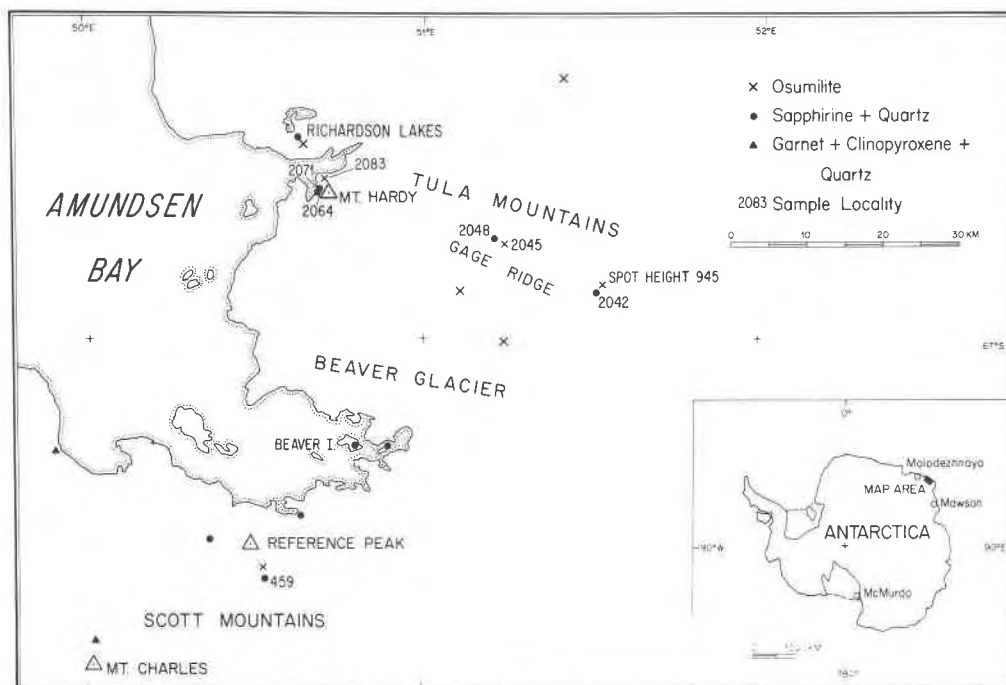 50°E
51°E
52°E
× Osumilite
● Sapphirine + Quartz
▲ Garnet + Clinopyroxene +
Quartz
2083 Sample Locality
0 10 20 30 KM
RICHARDSON LAKES
2071
2083
MT. HARDY
2064
AMUNDSEN
BAY
TULA MOUNTAINS
2048
2045
GAGE RIDGE
SPOT HEIGHT 945
2042
67°S
BEAVER GLACIER
BEAVER I.
REFERENCE PEAK
459
SCOTT MOUNTAINS
MT. CHARLES
0°
Molodezhnaya
MAP AREA
Mawson
ANTARCTICA
90°W
90°E
McMurdo
180°